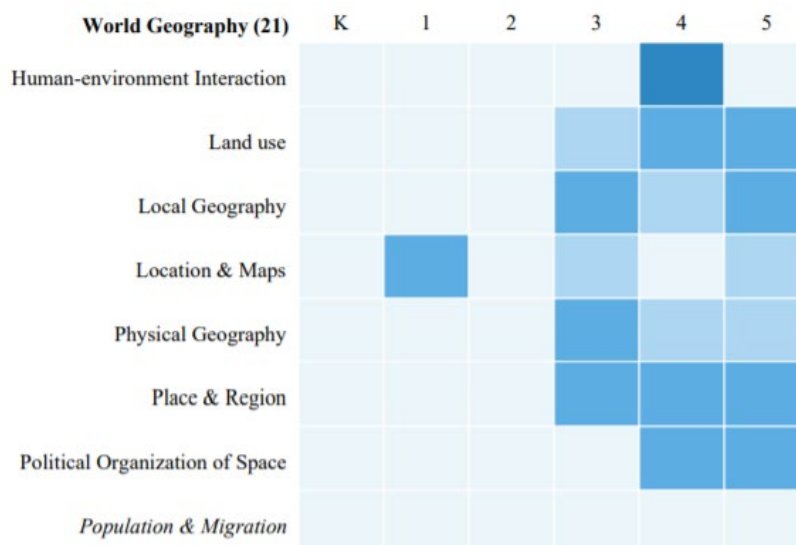 World Geography (21) K 1 2 3 4 5
Human-environment Interaction
Land use
Local Geography
Location & Maps
Physical Geography
Place & Region
Political Organization of Space
Population & Migration